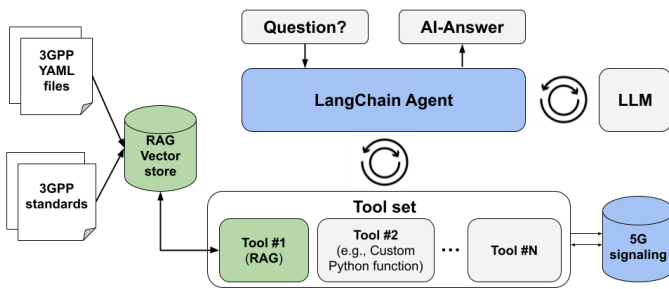 Question?
AI-Answer
3GPP
YAML
files
LangChain Agent
LLM
RAG
Vector
store
3GPP
standards
Tool set
Tool #1
(RAG)
Tool #2
(e.g., Custom
Python function)
...
Tool #N
5G
signaling